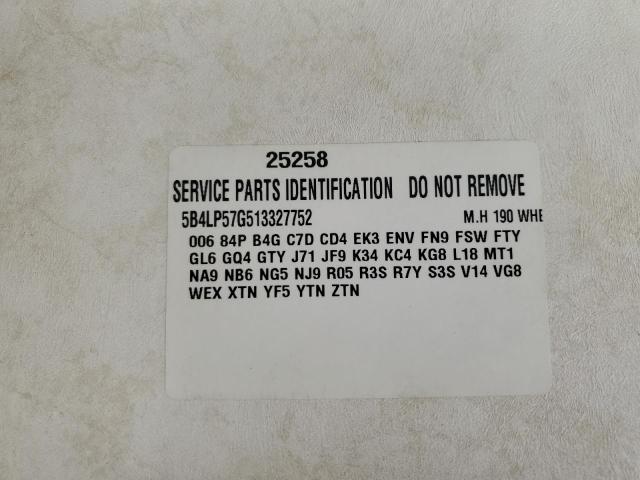 25258
SERVICE PARTS IDENTIFICATION DO NOT REMOVE
5B4LP57G513327752 M.H 190 WHE
006 84P B4G C7D CD4 EK3 ENV FN9 FSW FTY
GL6 GQ4 GTY J71 JF9 K34 KC4 KG8 L18 MT1
NA9 NB6 NG5 NJ9 R05 R3S R7Y S3S V14 VG8
WEX XTN YF5 YTN ZTN